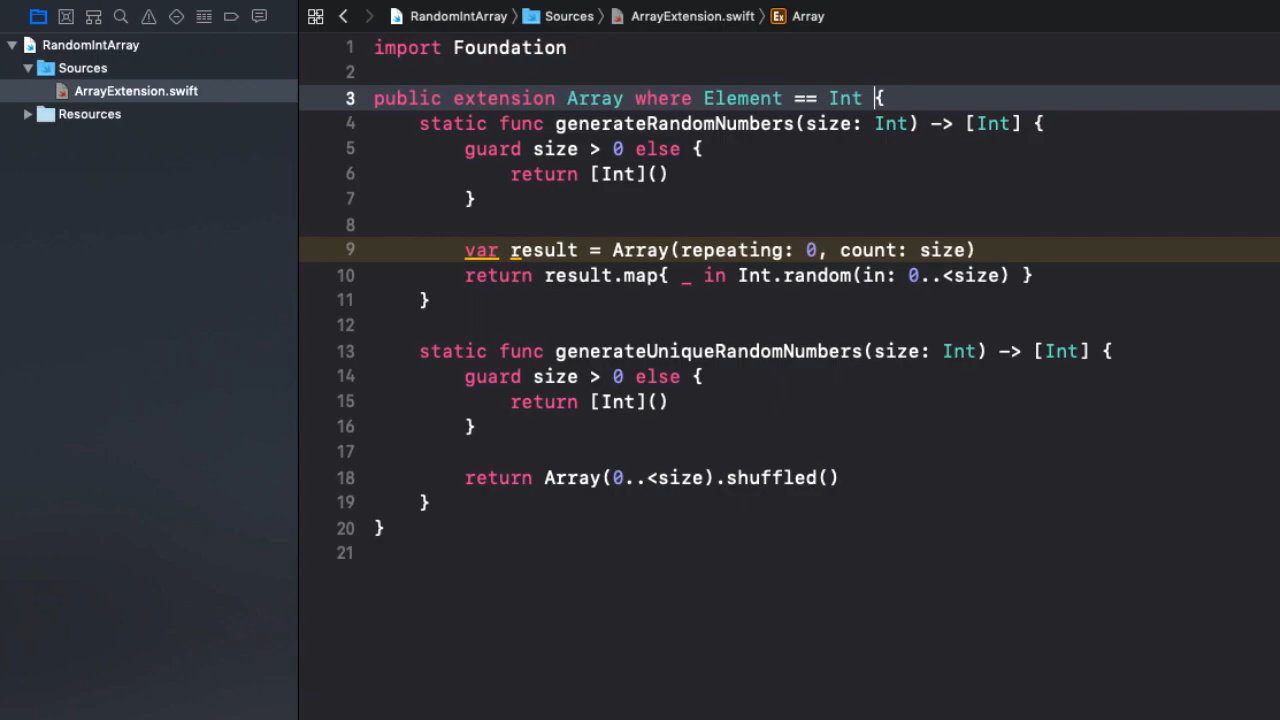 RandomIntArray
Sources
ArrayExtension.swift
Resources
RandomIntArray Sources ArrayExtension.swift Ex Array
1 import Foundation
2
3 public extension Array where Element == Int {
4 static func generateRandomNumbers(size: Int) -> [Int] {
5 guard size > 0 else {
6 return [Int]()
7 }
8
9 var result = Array(repeating: 0, count: size)
10 return result.map{ _ in Int.random(in: 0..<size) }
11 }
12
13 static func generateUniqueRandomNumbers(size: Int) -> [Int] {
14 guard size > 0 else {
15 return [Int]()
16 }
17
18 return Array(0..<size).shuffled()
19 }
20 }
21